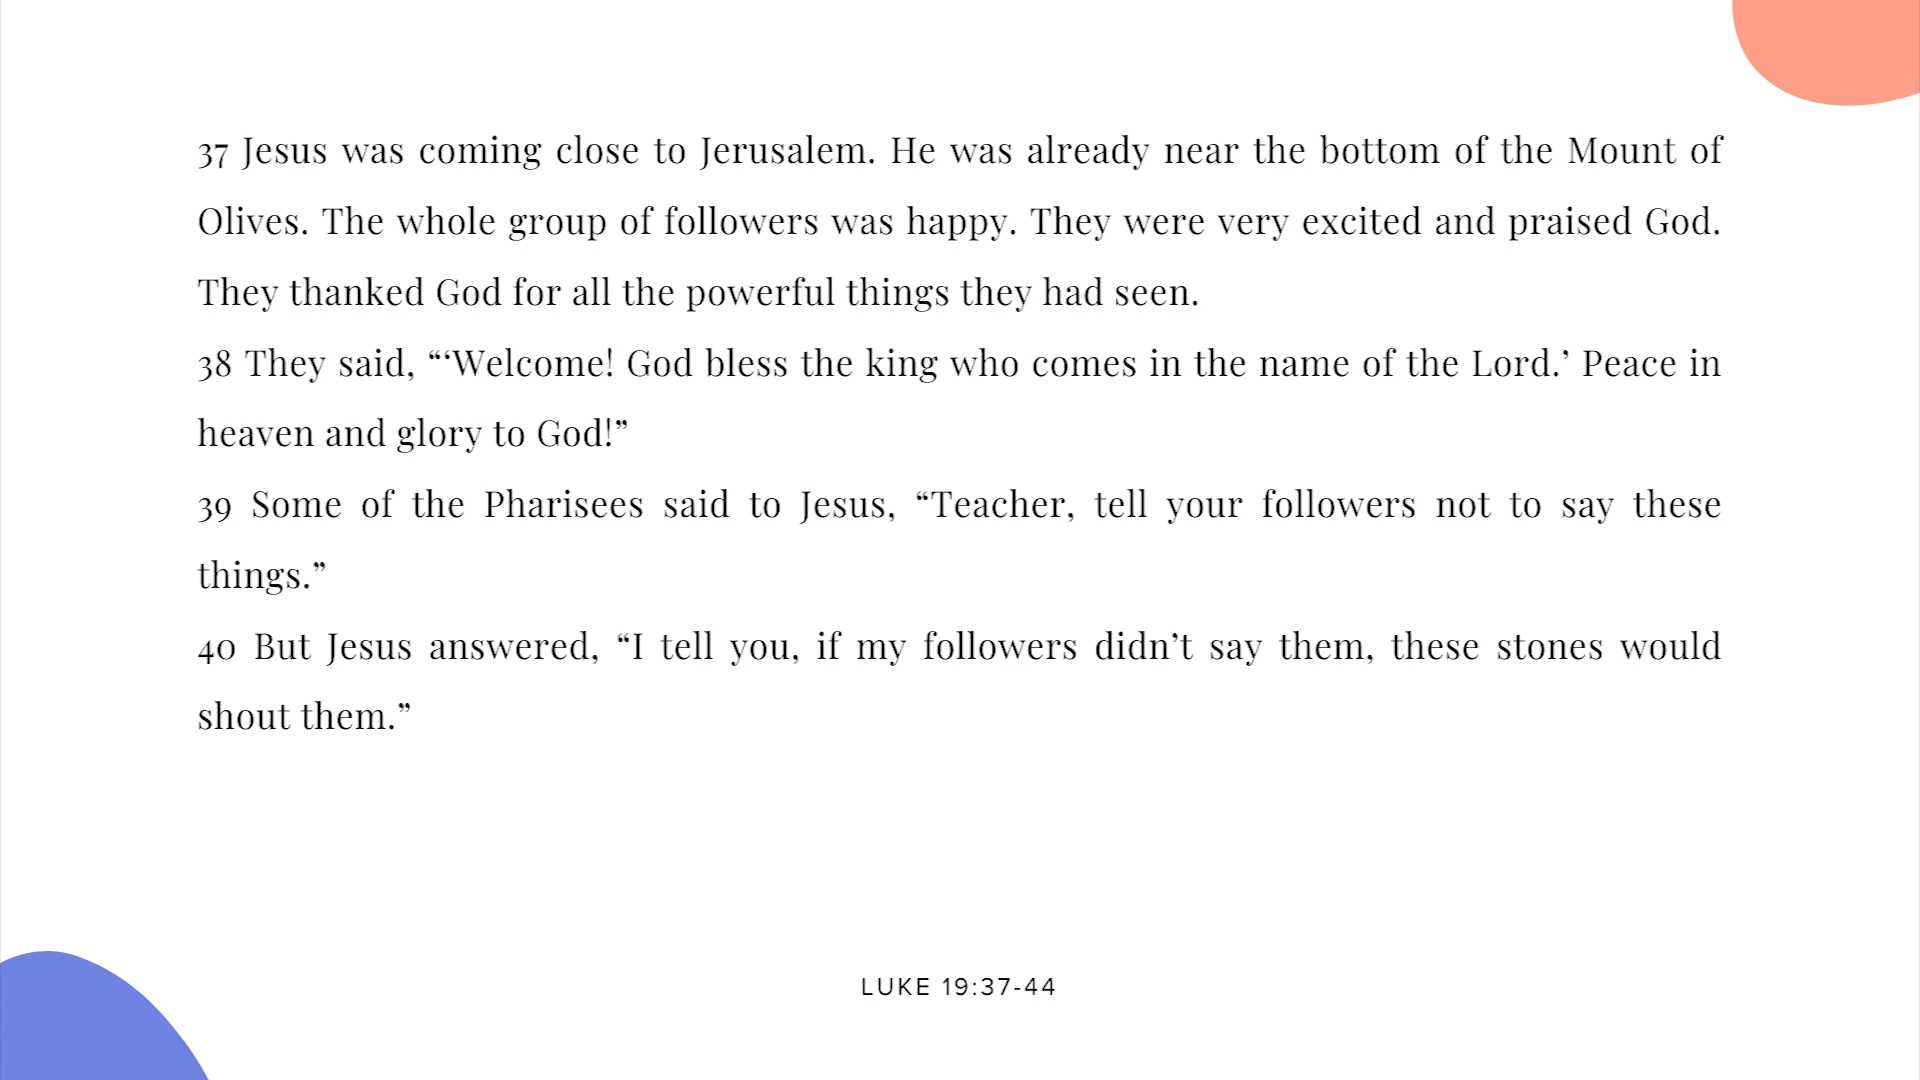 37 Jesus was coming close to Jerusalem. He was already near the bottom of the Mount of
Olives. The whole group of followers was happy. They were very excited and praised God.
They thanked God for all the powerful things they had seen.
38 They said, “‘Welcome! God bless the king who comes in the name of the Lord.’ Peace in
heaven and glory to God!”
39 Some of the Pharisees said to Jesus, “Teacher, tell your followers not to say these
things.”
40 But Jesus answered, “I tell you, if my followers didn’t say them, these stones would
shout them.”
LUKE 19:37-44